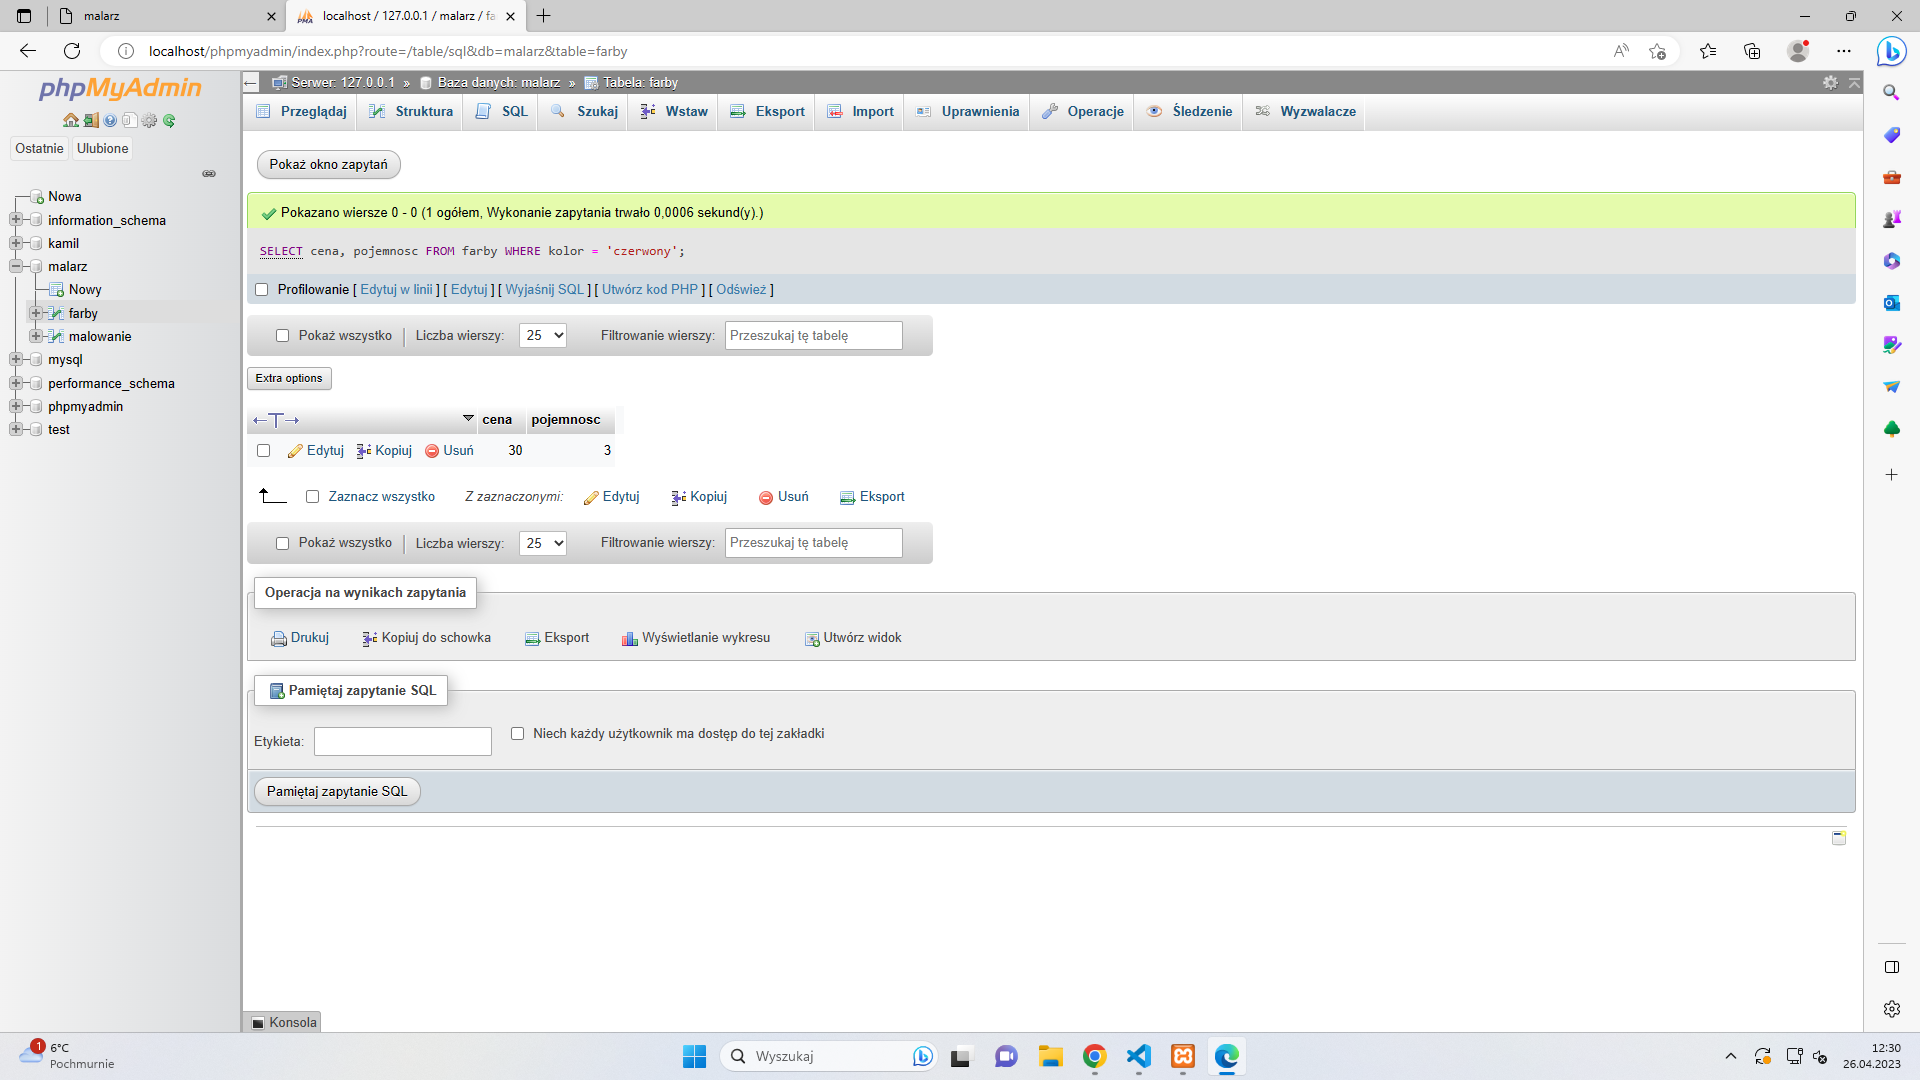 malarz
localhost / 127.0.0.1 / malarz / fa
localhost/phpmyadmin/index.php?route=/table/sql&db=malarz&table=farby
phpMyAdmin
Ostatnie
Ulubione
Nowa
information_schema
kamil
malarz
Nowy
farby
malowanie
mysql
performance_schema
phpmyadmin
test
Serwer: 127.0.0.1 » Baza danych: malarz » Tabela: farby
Przeglądaj Struktura SQL Szukaj Wstaw Eksport Import Uprawnienia Operacje Śledzenie Wyzwalacze
Pokaż okno zapytań
Pokazano wiersze 0 - 0 (1 ogółem, Wykonanie zapytania trwało 0,0006 sekund(y).)
SELECT cena, pojemnosc FROM farby WHERE kolor = 'czerwony';
Profilowanie [ Edytuj w linii ] [ Edytuj ] [ Wyjaśnij SQL ] [ Utwórz kod PHP ] [ Odśwież ]
Pokaż wszystko Liczba wierszy: 25 Filtrowanie wierszy: Przeszukaj tę tabelę
Extra options
←T→ cena pojemnosc
Edytuj Kopiuj Usuń 30 3
Zaznacz wszystko Z zaznaczonymi: Edytuj Kopiuj Usuń Eksport
Pokaż wszystko Liczba wierszy: 25 Filtrowanie wierszy: Przeszukaj tę tabelę
Operacja na wynikach zapytania
Drukuj Kopiuj do schowka Eksport Wyświetlanie wykresu Utwórz widok
Pamiętaj zapytanie SQL
Etykieta: Niech każdy użytkownik ma dostęp do tej zakładki
Pamiętaj zapytanie SQL
Konsola
1
6°C
Pochmurnie
Wyszukaj
12:30
26.04.2023